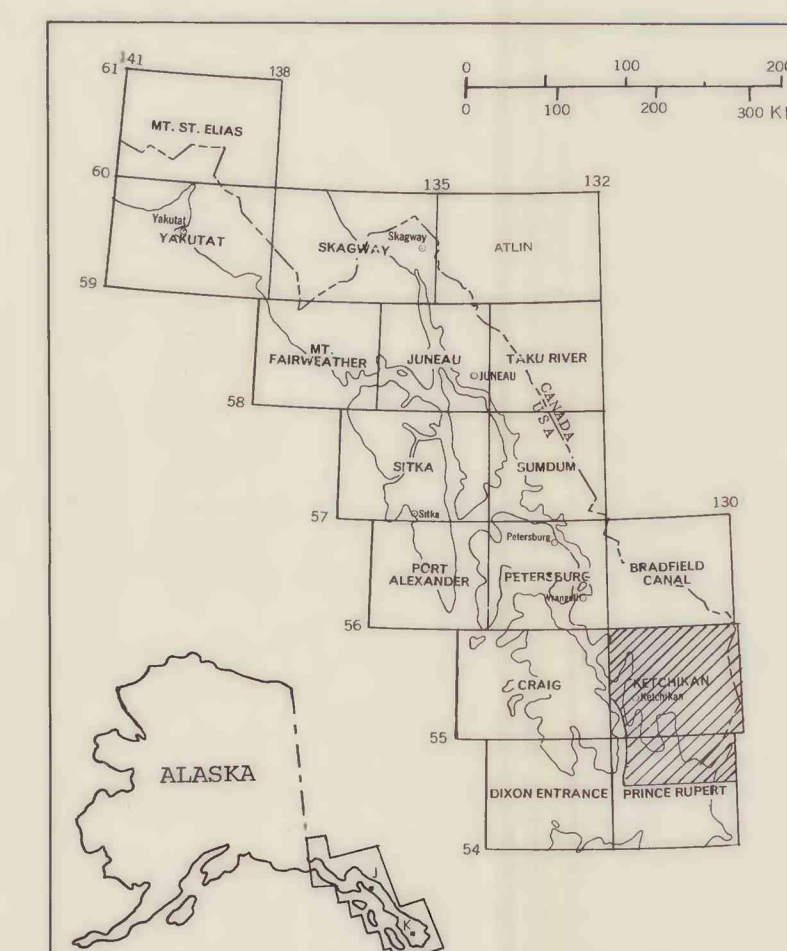 0 100 200
0 100 200 300
61 141 138
MT. ST. ELIAS
60 135 132
Yakutat
YAKUTAT
SKAGWAY
Skagway
ATLIN
59
MT.
FAIRWEATHER
JUNEAU
JUNEAU
TAKU RIVER
58
CANADA
USA
SITKA
SUMDUM
130
Sitka
57
Petersburg
PORT
ALEXANDER
PETERSBURG
Wrangell
BRADFIELD
CANAL
56
CRAIG
KETCHIKAN
Ketchikan
55
DIXON ENTRANCE
PRINCE RUPERT
54
ALASKA
J
K